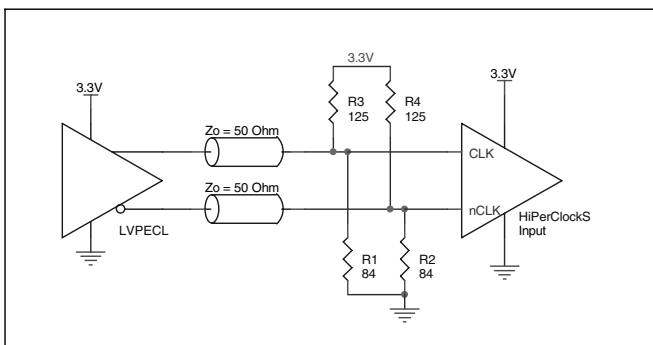 3.3V
3.3V
3.3V
R3
125
R4
125
Zo = 50 Ohm
CLK
Zo = 50 Ohm
nCLK
HiPerClockS
Input
LVPECL
R1
84
R2
84